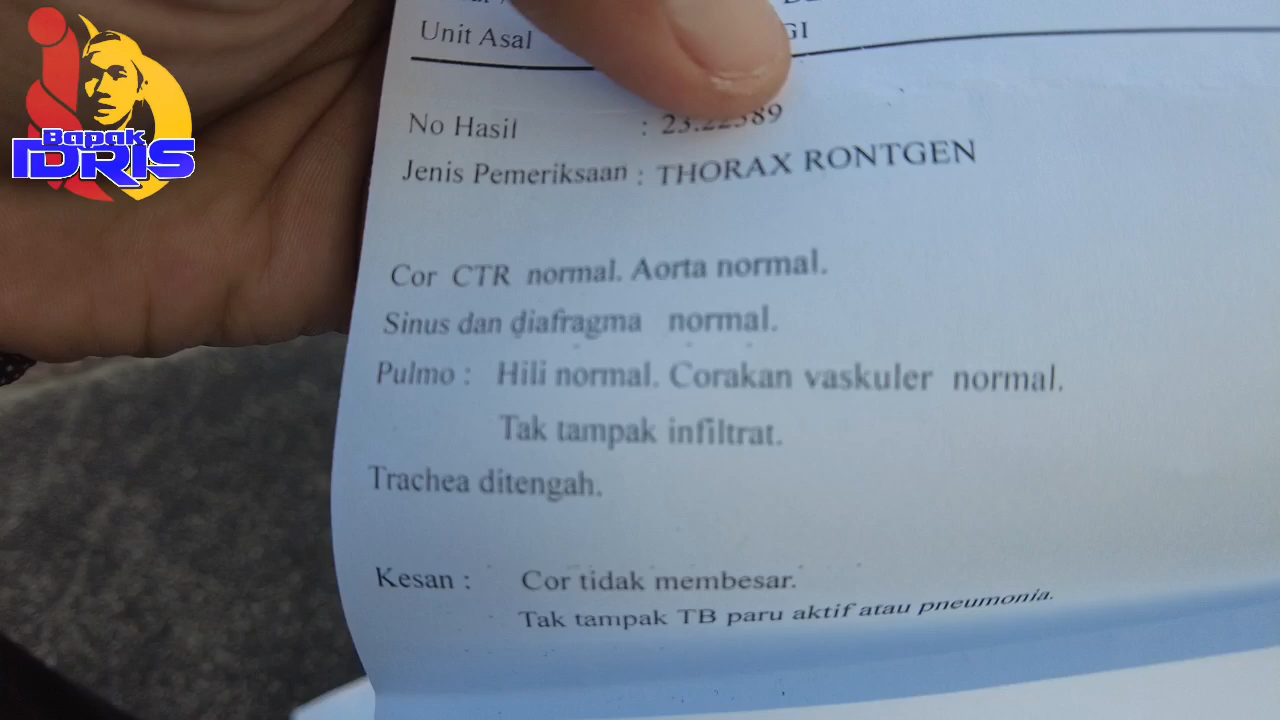 Bapak
IDRIS
Unit Asal GI
No Hasil :
Jenis Pemeriksaan : THORAX RONTGEN
Cor CTR normal. Aorta normal.
Sinus dan diafragma normal.
Pulmo : Hili normal. Corakan vaskuler normal.
Tak tampak infiltrat.
Trachea ditengah.
Kesan : Cor tidak membesar.
Tak tampak TB paru aktif atau pneumonia.